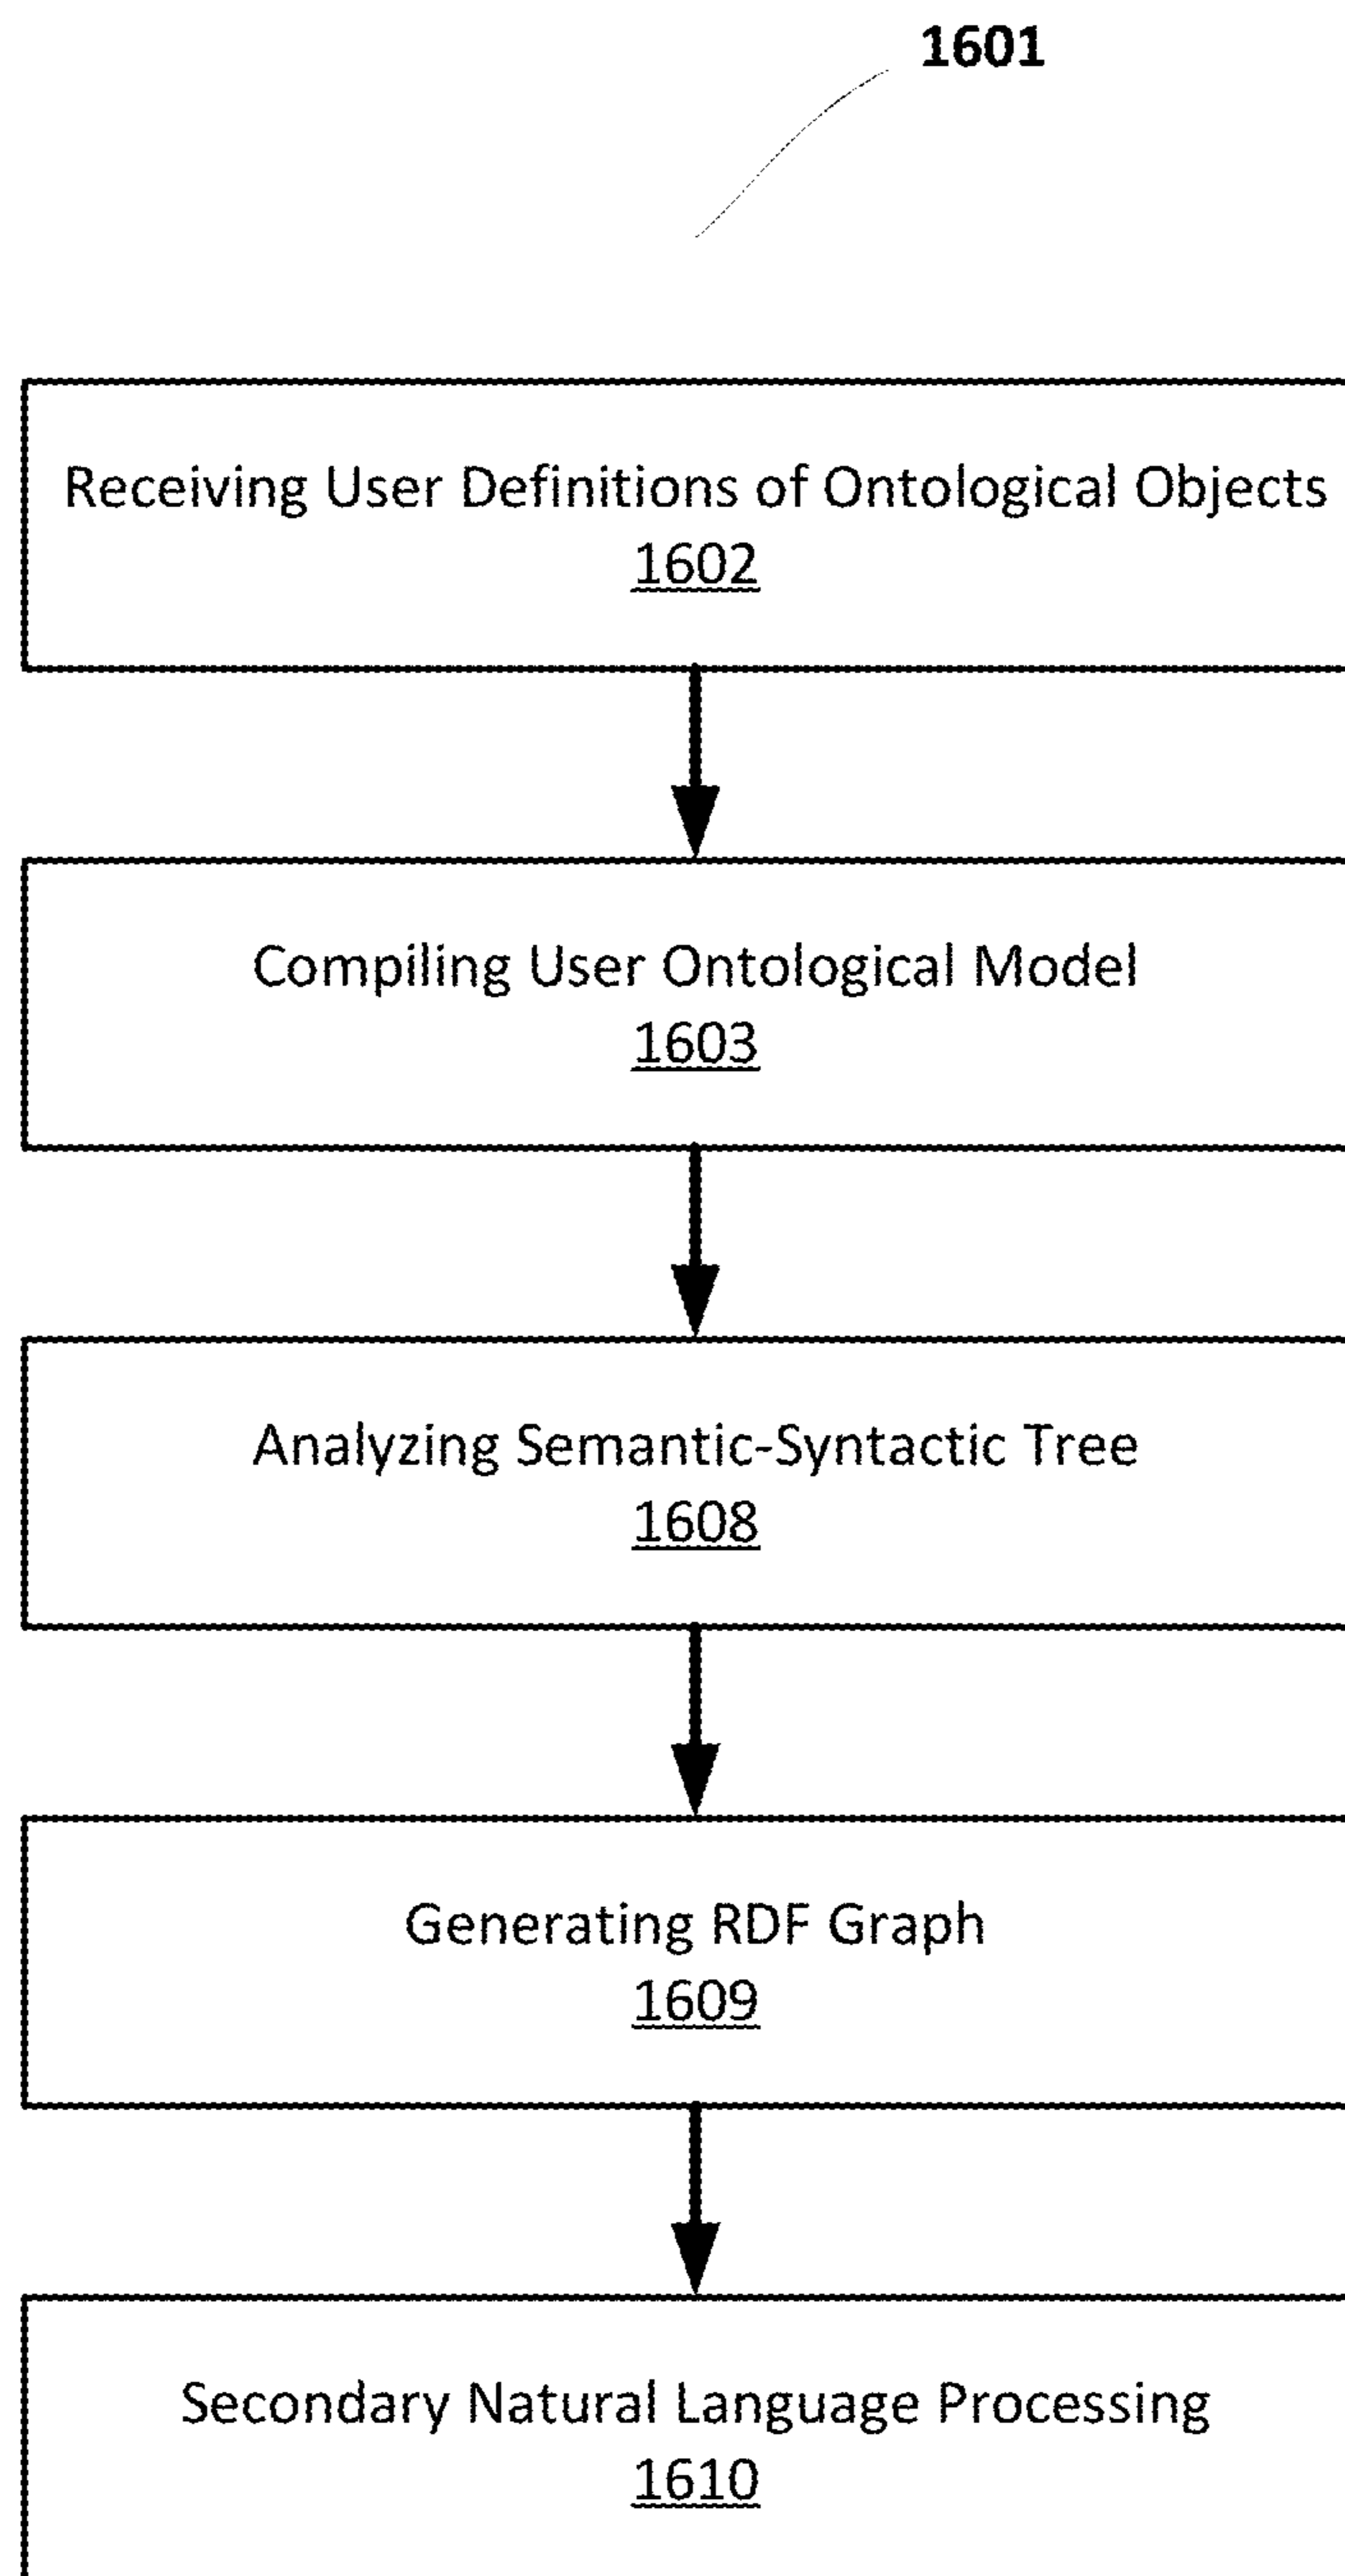 1601
Receiving User Definitions of Ontological Objects
1602
Compiling User Ontological Model
1603
Analyzing Semantic-Syntactic Tree
1608
Generating RDF Graph
1609
Secondary Natural Language Processing
1610